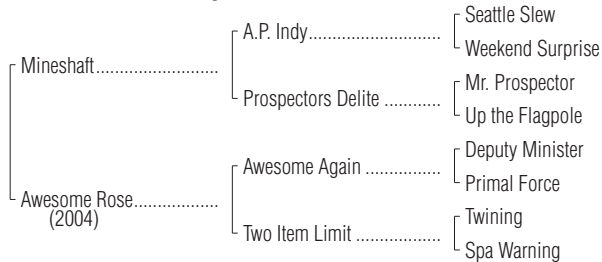 Seattle Slew
A.P. Indy........................
Weekend Surprise
Mineshaft........................
Mr. Prospector
Prospectors Delite ............
Up the Flagpole
Deputy Minister
Awesome Again ................
Primal Force
Awesome Rose.................
(2004)
Twining
Two Item Limit .................
Spa Warning